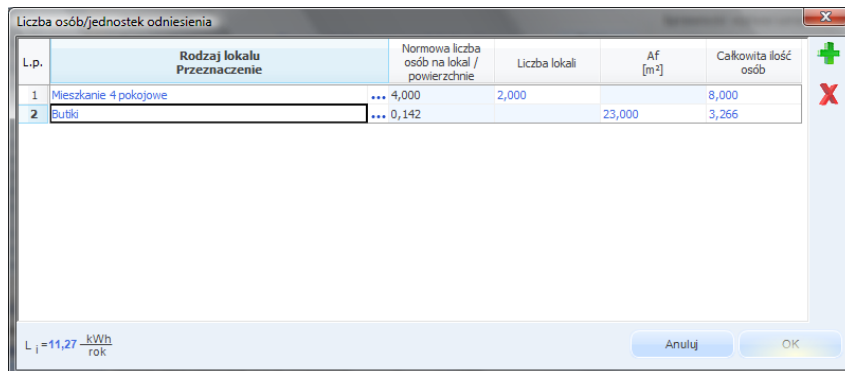 Liczba osób/jednostek odniesienia
L.p. Rodzaj lokalu Przeznaczenie Normowa liczba osób na lokal / powierzchnie Liczba lokali Af [m²] Całkowita ilość osób
1 Mieszkanie 4 pokojowe ... 4,000 2,000 8,000
2 Butiki ... 0,142 23,000 3,266
L i =11,27 kWh/rok
Anuluj OK